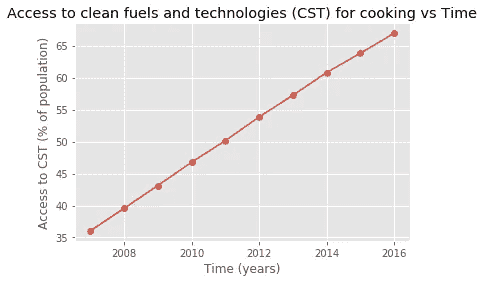 Access to clean fuels and technologies (CST) for cooking vs Time
Access to CST (% of population)
65
60
55
50
45
40
35
2008 2010 2012 2014 2016
Time (years)